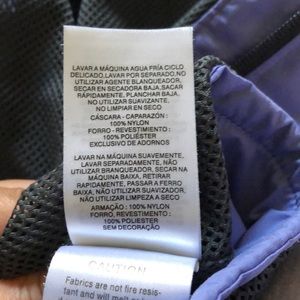 LAVAR A MÁQUINA AGUA FRÍA CICLO
DELICADO, LAVAR POR SEPARADO, NO
UTILIZAR AGENTE BLANQUEADOR,
SECAR EN SECADORA BAJA, SACAR
RÁPIDAMENTE. PLANCHAR BAJA,
NO UTILIZAR SUAVIZANTE.
NO LIMPIAR EN SECO
CÁSCARA - CAPARAZÓN:
100% NYLON
FORRO - REVESTIMIENTO:
100% POLIÉSTER
EXCLUSIVO DE ADORNOS
LAVAR NA MÁQUINA SUAVEMENTE,
LAVAR SEPARADAMENTE, NÃO
UTILIZAR BRANQUEADOR, SECAR NA
MÁQUINA BAIXA, RETIRAR
RAPIDAMENTE, PASSAR A FERRO
BAIXA, NÃO UTILIZAR SUAVIZANTE,
NÃO UTILIZAR LIMPEZA A SECO
ARMAÇÃO: 100% NYLON
FORRO - REVESTIMENTO:
100% POLIESTER
SEM DECORAÇÃO
CAUTION
Fabrics are not fire resis-
tant and will melt